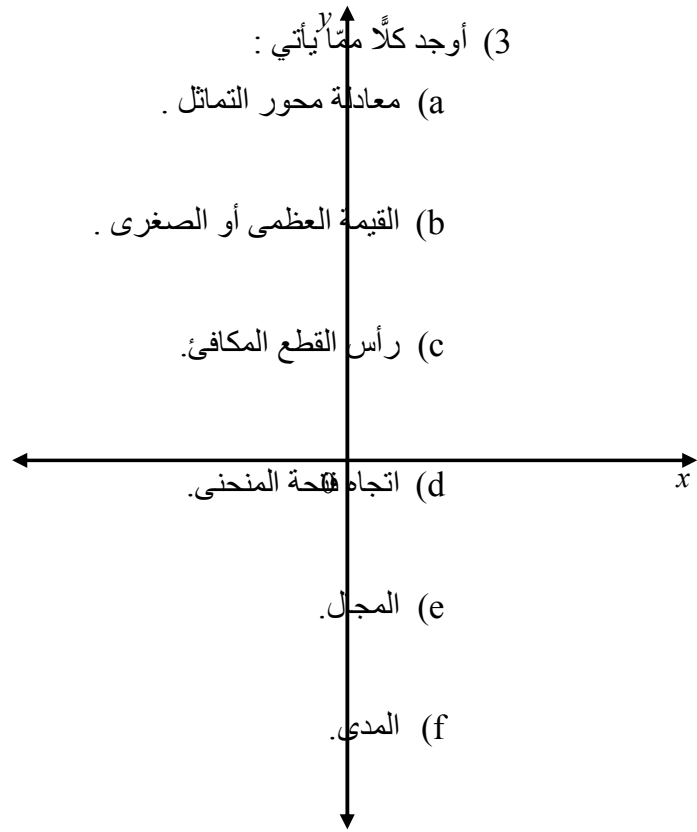 y
3) أوجد كلًّا ممّا يأتي :
a) معادلة محور التماثل .
b) القيمة العظمى أو الصغرى .
c) رأس القطع المكافئ.
x
0
d) اتجاه فتحة المنحنى.
e) المجال.
f) المدى.